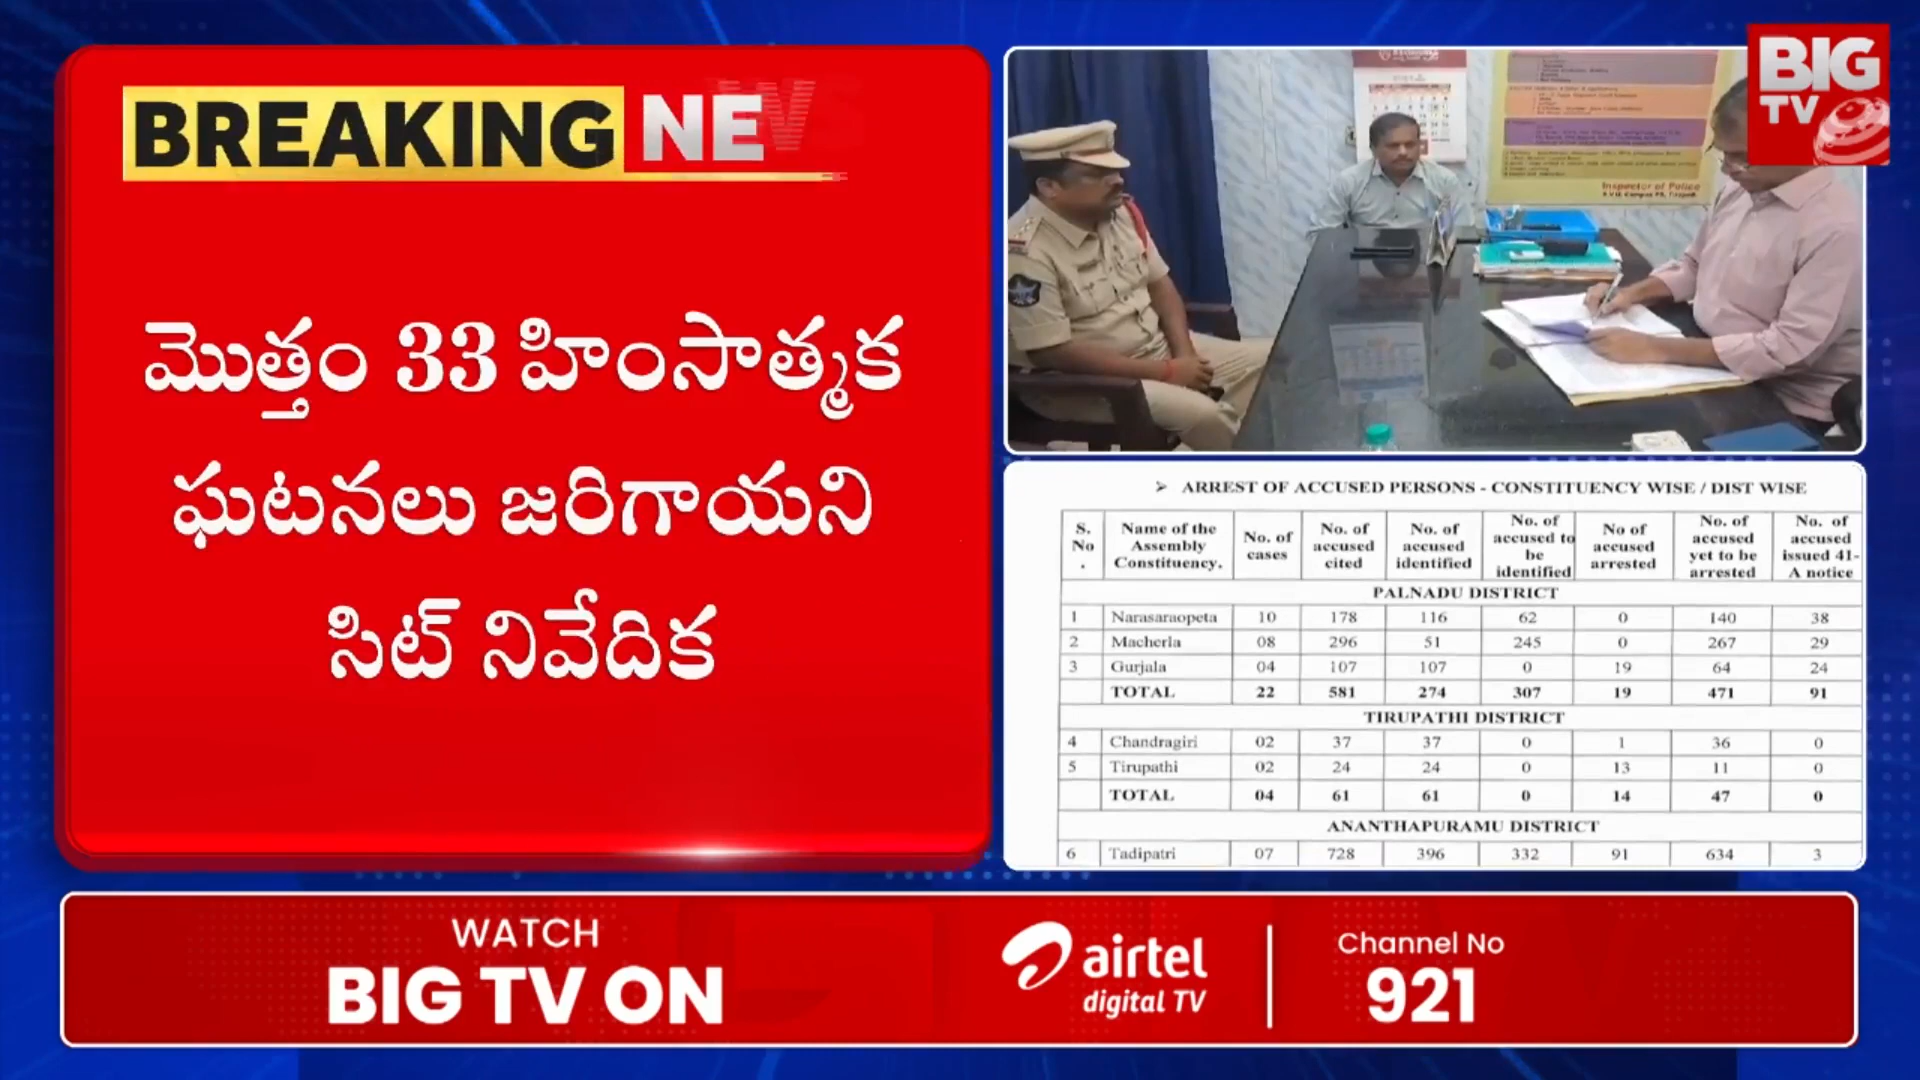 BREAKING NEW
మొత్తం 33 హింసాత్మక
ఘటనలు జరిగాయని
సిట్ నివేదిక
BIG
TV
Inspector of Police
S.V.U. Campus PS, Tirupati.
➢ ARREST OF ACCUSED PERSONS - CONSTITUENCY WISE / DIST WISE
S. No. Name of the Assembly Constituency. No. of cases No. of accused cited No. of accused identified No. of accused to be identified No of accused arrested No. of accused yet to be arrested No. of accused issued 41-A notice
PALNADU DISTRICT
1 Narasaraopeta 10 178 116 62 0 140 38
2 Macherla 08 296 51 245 0 267 29
3 Gurjala 04 107 107 0 19 64 24
TOTAL 22 581 274 307 19 471 91
TIRUPATHI DISTRICT
4 Chandragiri 02 37 37 0 1 36 0
5 Tirupathi 02 24 24 0 13 11 0
TOTAL 04 61 61 0 14 47 0
ANANTHAPURAMU DISTRICT
6 Tadipatri 07 728 396 332 91 634 3
WATCH
BIG TV ON
airtel
digital TV
Channel No
921